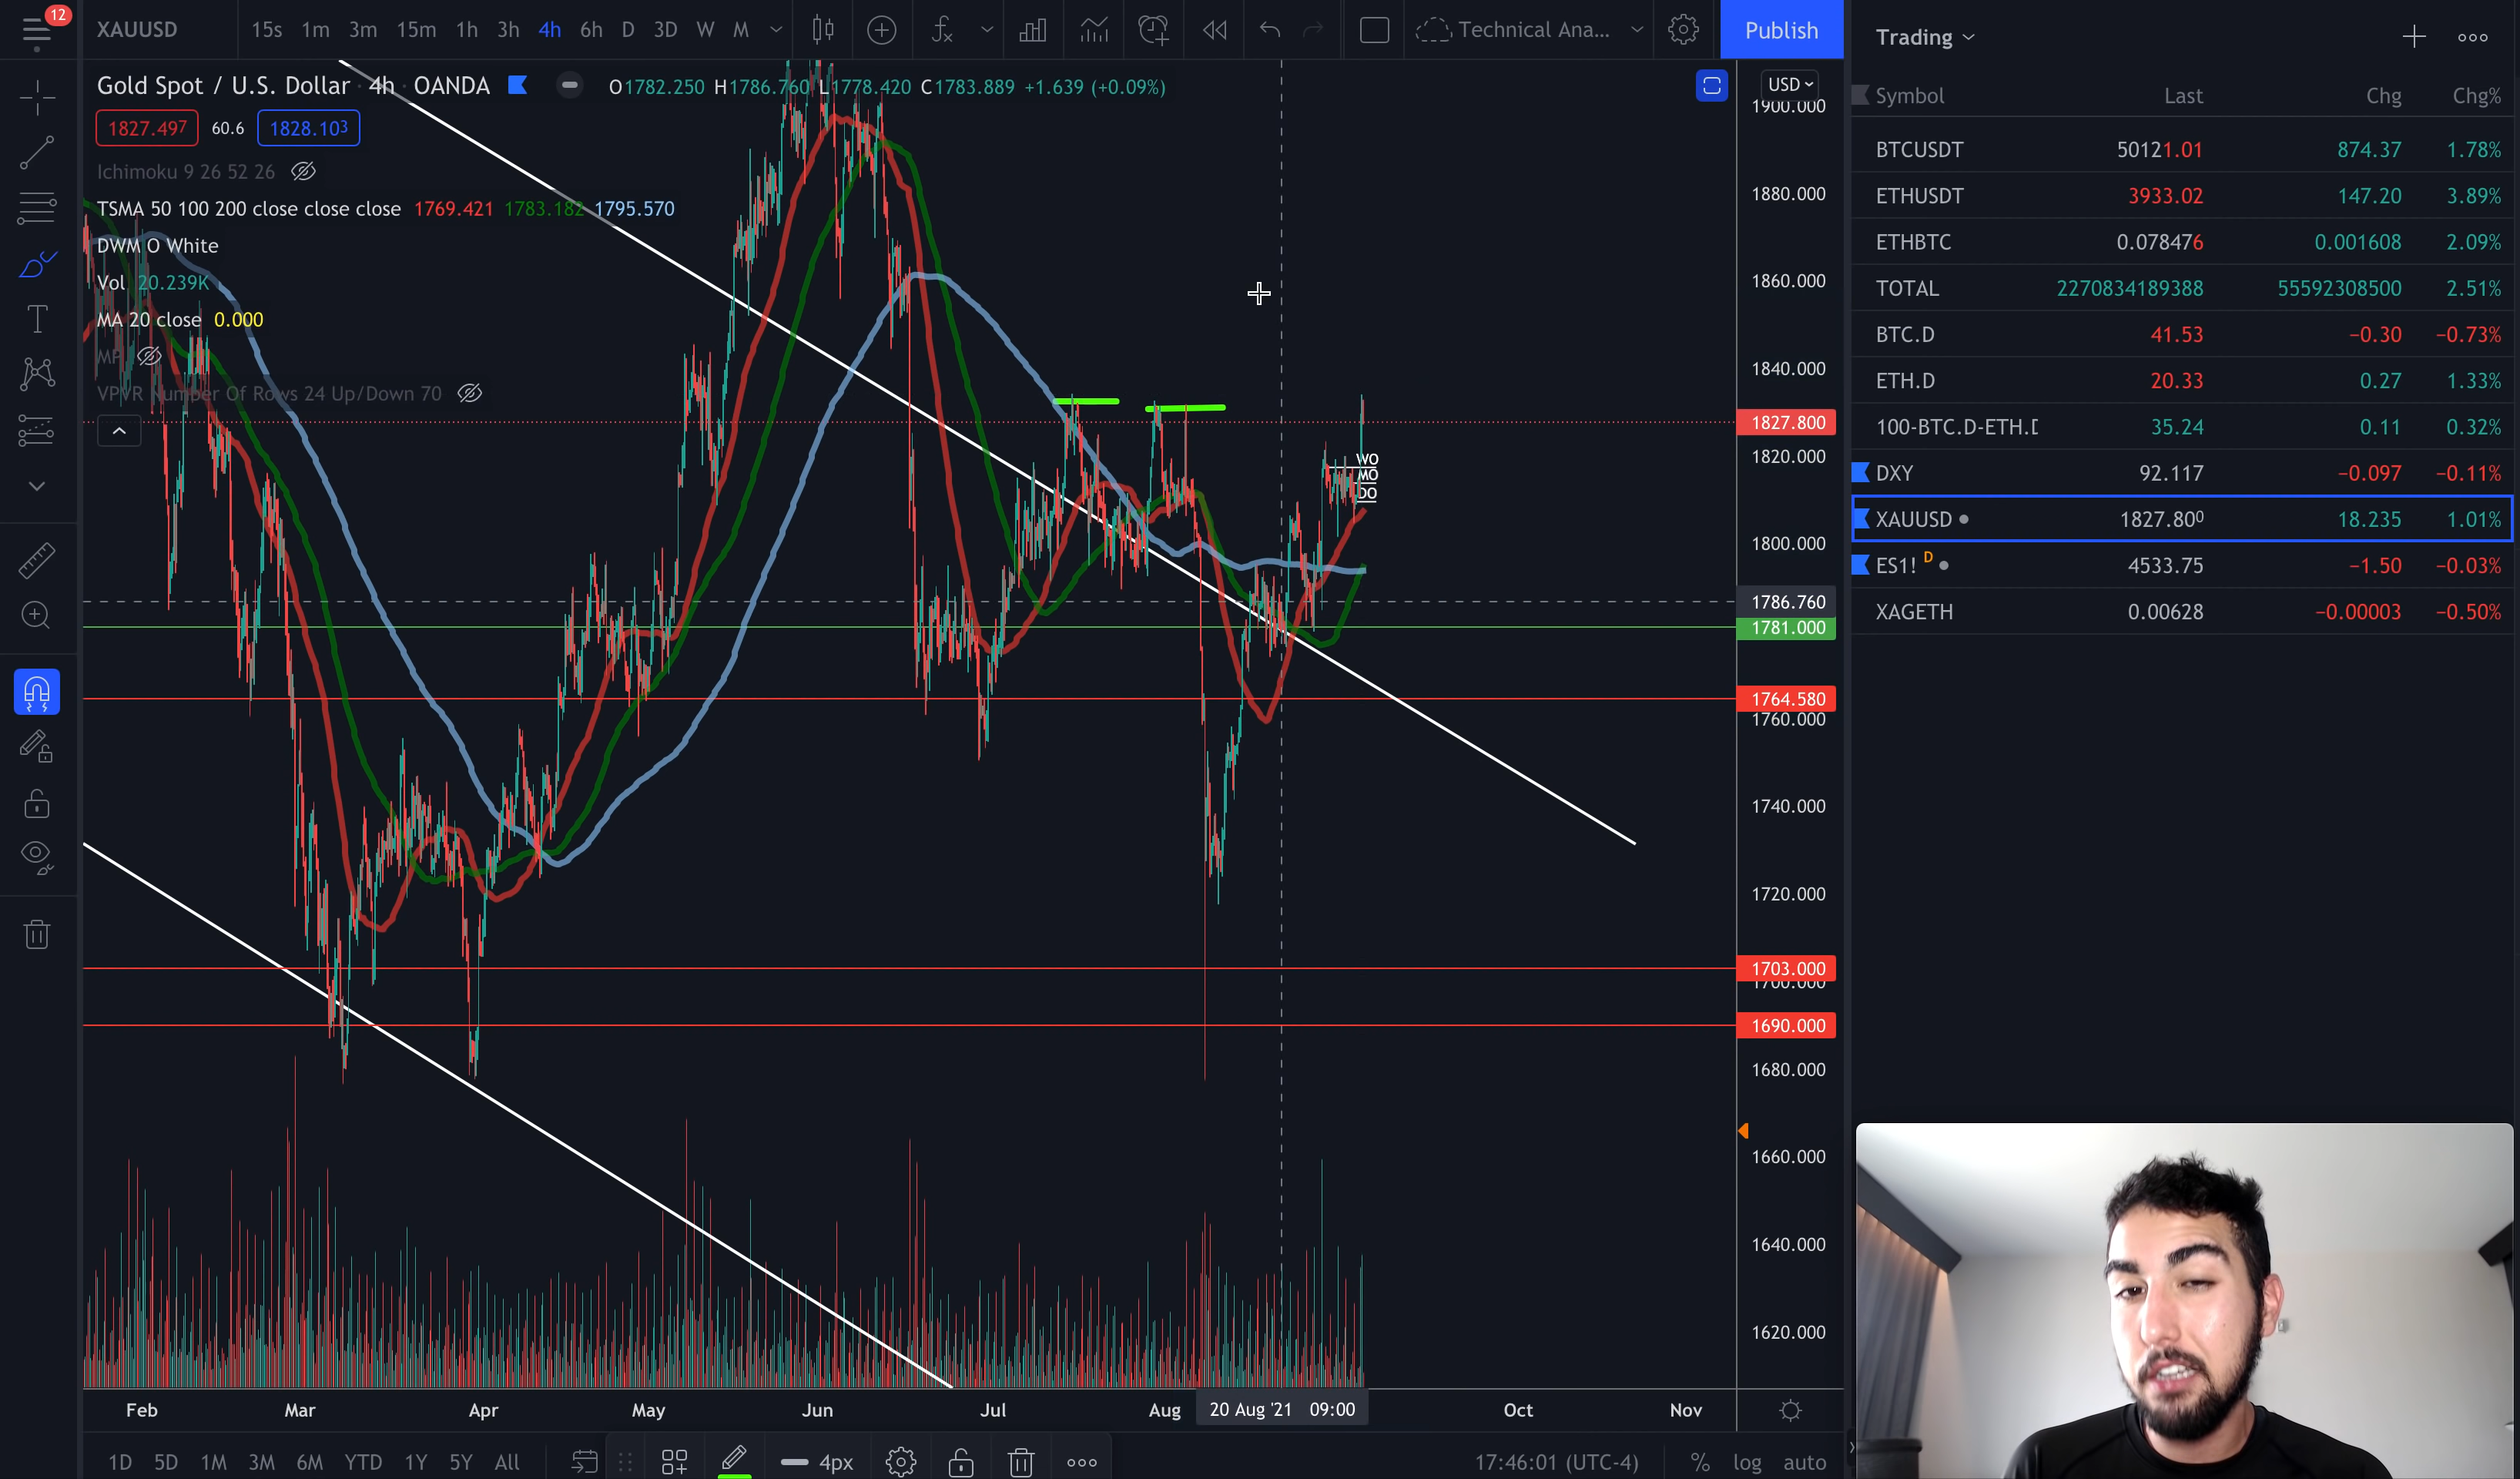 12
XAUUSD 15s 1m 3m 15m 1h 3h 4h 6h D 3D W M Technical Ana... Publish
Gold Spot / U.S. Dollar · 4h · OANDA O1782.250 H1786.760 L1778.420 C1783.889 +1.639 (+0.09%)
1827.497 60.6 1828.103
Ichimoku 9 26 52 26
TSMA 50 100 200 close close close 1769.421 1783.182 1795.570
DWM O White
Vol 20.239K
MA 20 close 0.000
VPVR Number Of Rows 24 Up/Down 70
WO
MO
DO
USD
1900.000
1880.000
1860.000
1840.000
1827.800
1820.000
1800.000
1786.760
1781.000
1764.580
1760.000
1740.000
1720.000
1703.000
1700.000
1690.000
1680.000
1660.000
1640.000
1620.000
Feb Mar Apr May Jun Jul Aug 20 Aug '21 09:00 Oct Nov
1D 5D 1M 3M 6M YTD 1Y 5Y All 4px 17:46:01 (UTC-4) % log auto
Trading
Symbol Last Chg Chg%
BTCUSDT 50121.01 874.37 1.78%
ETHUSDT 3933.02 147.20 3.89%
ETHBTC 0.078476 0.001608 2.09%
TOTAL 2270834189388 55592308500 2.51%
BTC.D 41.53 −0.30 −0.73%
ETH.D 20.33 0.27 1.33%
100-BTC.D-ETH.D 35.24 0.11 0.32%
DXY 92.117 −0.097 −0.11%
XAUUSD 1827.800 18.235 1.01%
ES1! D 4533.75 −1.50 −0.03%
XAGETH 0.00628 −0.00003 −0.50%